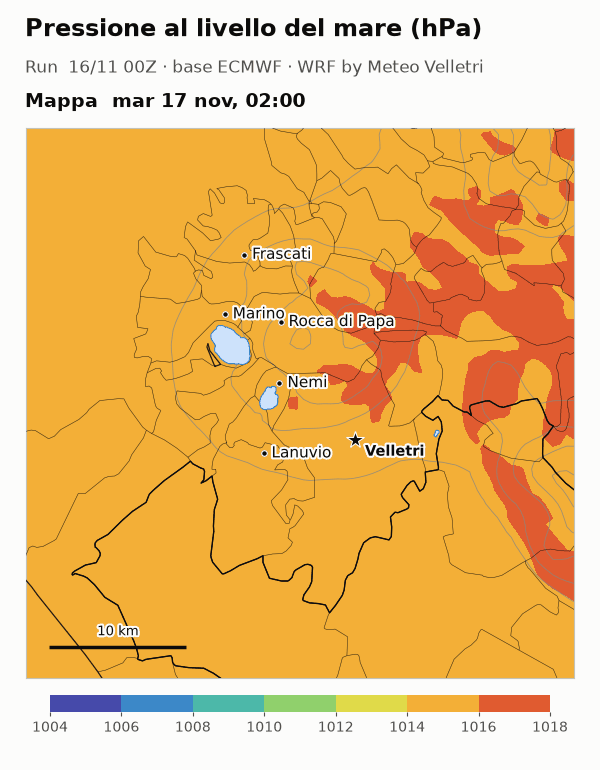 Pressione al livello del mare (hPa)
Run  16/11 00Z · base ECMWF · WRF by Meteo Velletri
Mappa  mar 17 nov, 02:00
Frascati
Marino
Rocca di Papa
Nemi
Velletri
Lanuvio
10 km
1004 1006 1008 1010 1012 1014 1016 1018